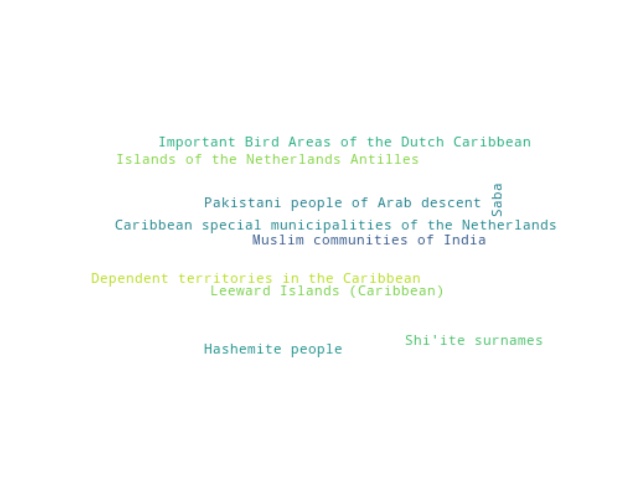 Important Bird Areas of the Dutch Caribbean
Islands of the Netherlands Antilles
Saba
Pakistani people of Arab descent
Caribbean special municipalities of the Netherlands
Muslim communities of India
Dependent territories in the Caribbean
Leeward Islands (Caribbean)
Shi'ite surnames
Hashemite people